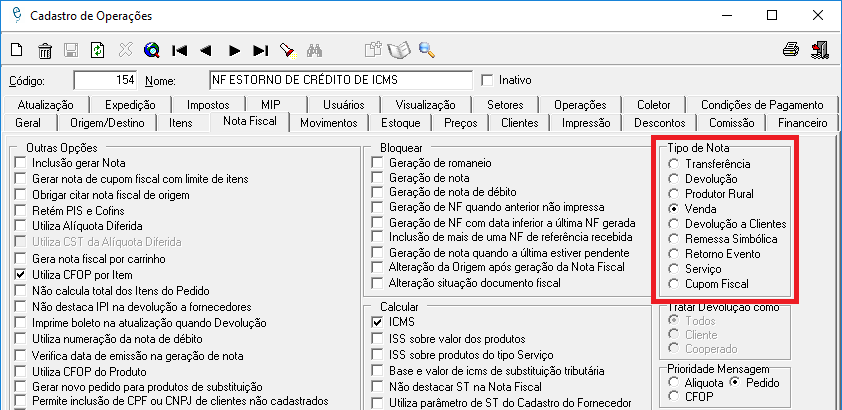 Cadastro de Operações
Código: 154 Nome: NF ESTORNO DE CRÉDITO DE ICMS Inativo
Atualização Expedição Impostos MIP Usuários Visualização Setores Operações Coletor Condições de Pagamento
Geral Origem/Destino Itens Nota Fiscal Movimentos Estoque Preços Clientes Impressão Descontos Comissão Financeiro
Outras Opções
Inclusão gerar Nota
Gerar nota de cupom fiscal com limite de itens
Obrigar citar nota fiscal de origem
Retém PIS e Cofins
Utiliza Alíquota Diferida
Utiliza CST da Alíquota Diferida
Gera nota fiscal por carrinho
Utiliza CFOP por Item
Não calcula total dos Itens do Pedido
Não destaca IPI na devolução a fornecedores
Imprime boleto na atualização quando Devolução
Utiliza numeração da nota de débito
Verifica data de emissão na geração de nota
Utiliza CFOP do Produto
Gerar novo pedido para produtos de substituição
Permite inclusão de CPF ou CNPJ de clientes não cadastrados
Bloquear
Geração de romaneio
Geração de nota
Geração de nota de débito
Geração de NF quando anterior não impressa
Geração de NF com data inferior a última NF gerada
Inclusão de mais de uma NF de referência recebida
Geração de nota quando a última estiver pendente
Alteração da Origem após geração da Nota Fiscal
Alteração situação documento fiscal
Calcular
ICMS
ISS sobre valor dos produtos
ISS sobre produtos do tipo Serviço
Base e valor de icms de substituição tributária
Não destacar ST na Nota Fiscal
Utiliza parâmetro de ST do Cadastro do Fornecedor
Tipo de Nota
Transferência
Devolução
Produtor Rural
Venda
Devolução a Clientes
Remessa Simbólica
Retorno Evento
Serviço
Cupom Fiscal
Tratar Devolução como
Todos
Cliente
Cooperado
Prioridade Mensagem
Aliquota Pedido
CFOP